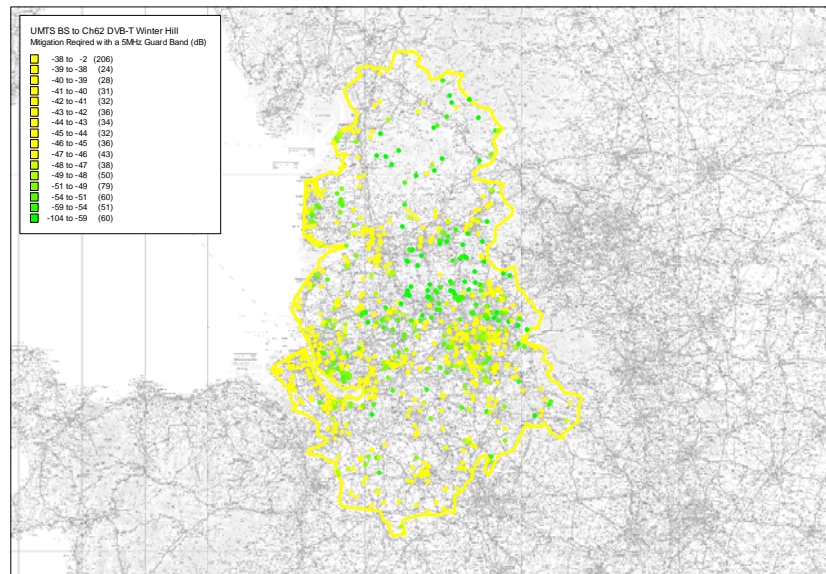 UMTS BS to Ch62 DVB-T Winter Hill
Mitigation Reqired with a 5MHz Guard Band (dB)
-38 to -2 (206)
-39 to -38 (24)
-40 to -39 (28)
-41 to -40 (31)
-42 to -41 (32)
-43 to -42 (36)
-44 to -43 (34)
-45 to -44 (32)
-46 to -45 (36)
-47 to -46 (43)
-48 to -47 (38)
-49 to -48 (50)
-51 to -49 (79)
-54 to -51 (60)
-59 to -54 (51)
-104 to -59 (60)